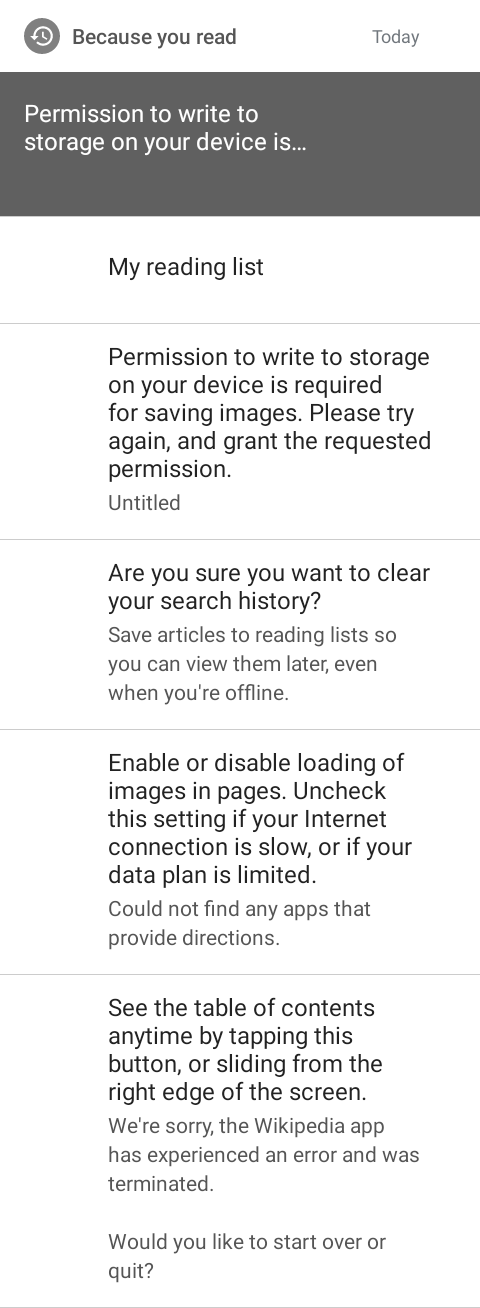 Because you read
Today
Permission to write to
storage on your device is…
My reading list
Permission to write to storage
on your device is required
for saving images. Please try
again, and grant the requested
permission.
Untitled
Are you sure you want to clear
your search history?
Save articles to reading lists so
you can view them later, even
when you're offline.
Enable or disable loading of
images in pages. Uncheck
this setting if your Internet
connection is slow, or if your
data plan is limited.
Could not find any apps that
provide directions.
See the table of contents
anytime by tapping this
button, or sliding from the
right edge of the screen.
We're sorry, the Wikipedia app
has experienced an error and was
terminated.
Would you like to start over or
quit?